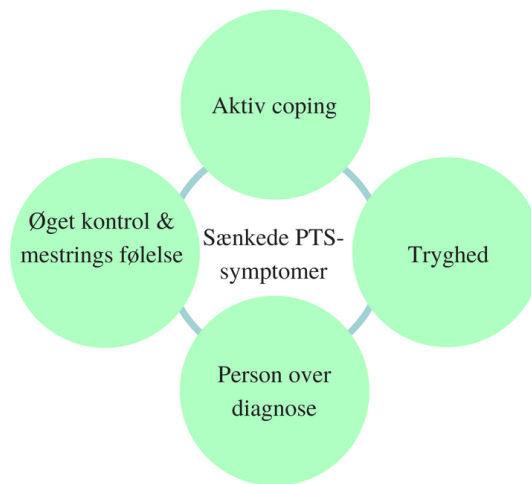 Aktiv coping
Øget kontrol &
mestrings følelse
Sænkede PTS-
symptomer
Tryghed
Person over
diagnose